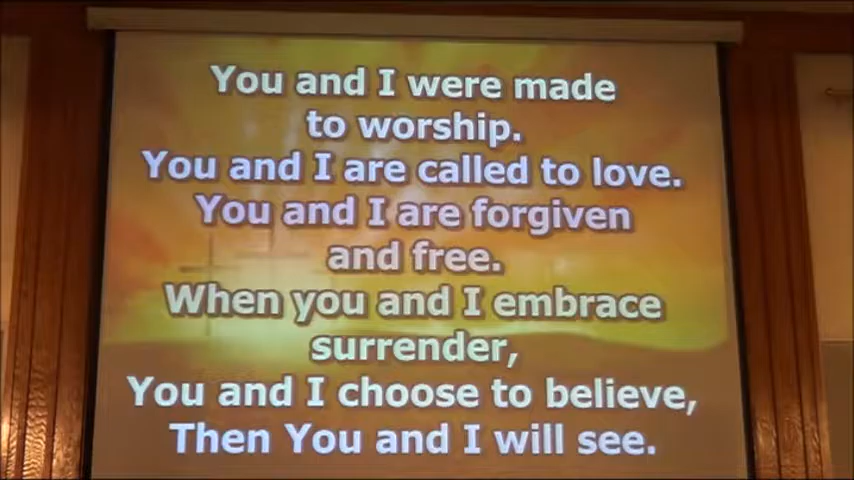 You and I were made
to worship.
You and I are called to love.
You and I are forgiven
and free.
When you and I embrace
surrender,
You and I choose to believe,
Then You and I will see.